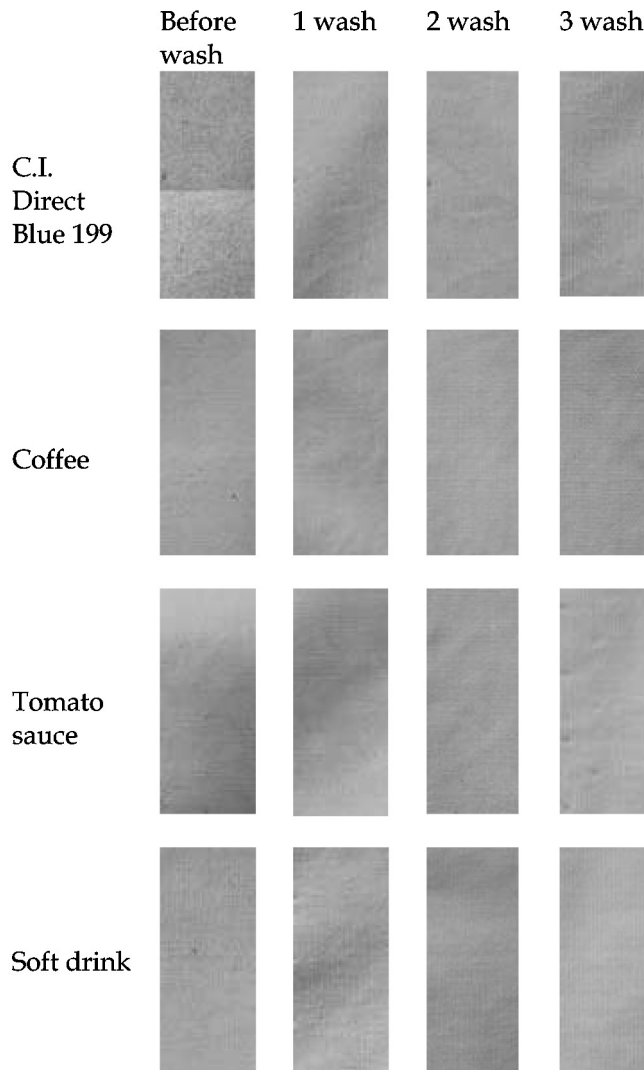 Before
wash
1 wash
2 wash
3 wash
C.I.
Direct
Blue 199
Coffee
Tomato
sauce
Soft drink